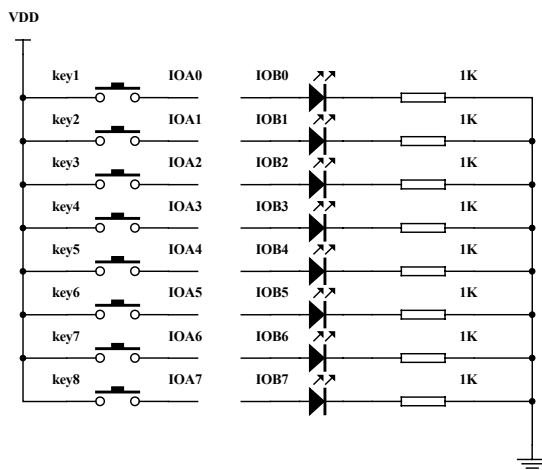 VDD
key1 IOA0 IOB0 1K
key2 IOA1 IOB1 1K
key3 IOA2 IOB2 1K
key4 IOA3 IOB3 1K
key5 IOA4 IOB4 1K
key6 IOA5 IOB5 1K
key7 IOA6 IOB6 1K
key8 IOA7 IOB7 1K